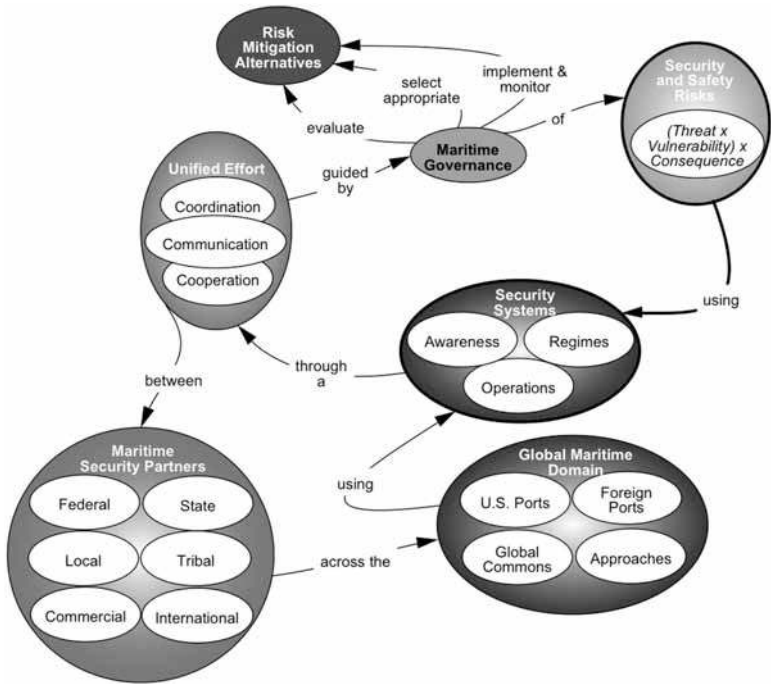 Risk
Mitigation
Alternatives
implement &
monitor
select
appropriate
evaluate
of
Security
and Safety
Risks
(Threat x
Vulnerability) x
Consequence
Maritime
Governance
guided
by
Unified Effort
Coordination
Communication
Cooperation
using
Security
Systems
Awareness
Regimes
Operations
through
a
between
Maritime
Security Partners
Federal
State
Local
Tribal
Commercial
International
across the
using
Global Maritime
Domain
U.S. Ports
Foreign
Ports
Global
Commons
Approaches